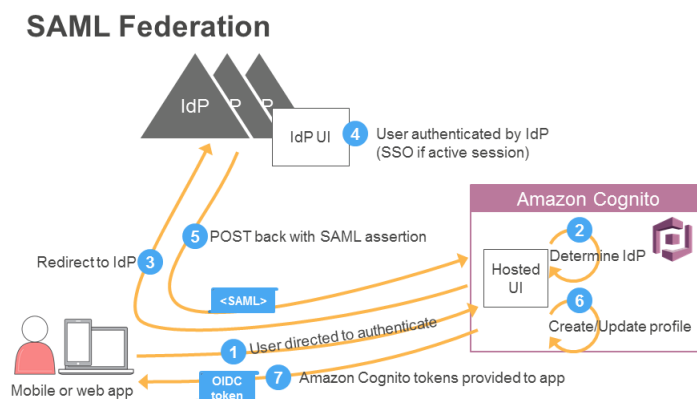 SAML Federation
IdP
P
P
IdP UI
4
User authenticated by IdP
(SSO if active session)
Amazon Cognito
2
Determine IdP
5
POST back with SAML assertion
Redirect to IdP
3
Hosted
UI
<SAML>
6
Create/Update profile
1
User directed to authenticate
7
Amazon Cognito tokens provided to app
OIDC
token
Mobile or web app